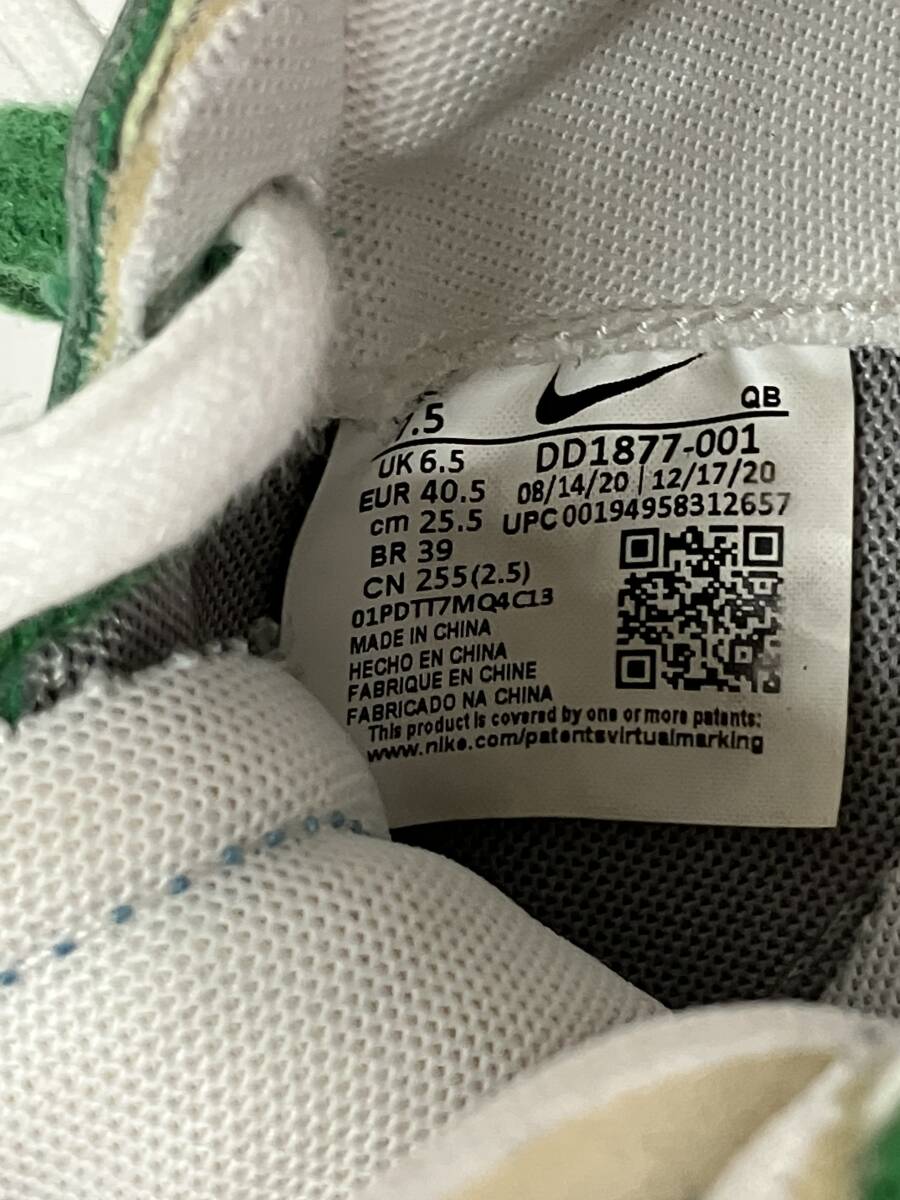 7.5
QB
UK 6.5
DD1877-001
EUR 40.5
08/14/20 | 12/17/20
cm 25.5
UPC 00194958312657
BR 39
CN 255(2.5)
01PDTT7MQ4C13
MADE IN CHINA
HECHO EN CHINA
FABRIQUE EN CHINE
FABRICADO NA CHINA
This product is covered by one or more patents:
www.nike.com/patentsvirtualmarking